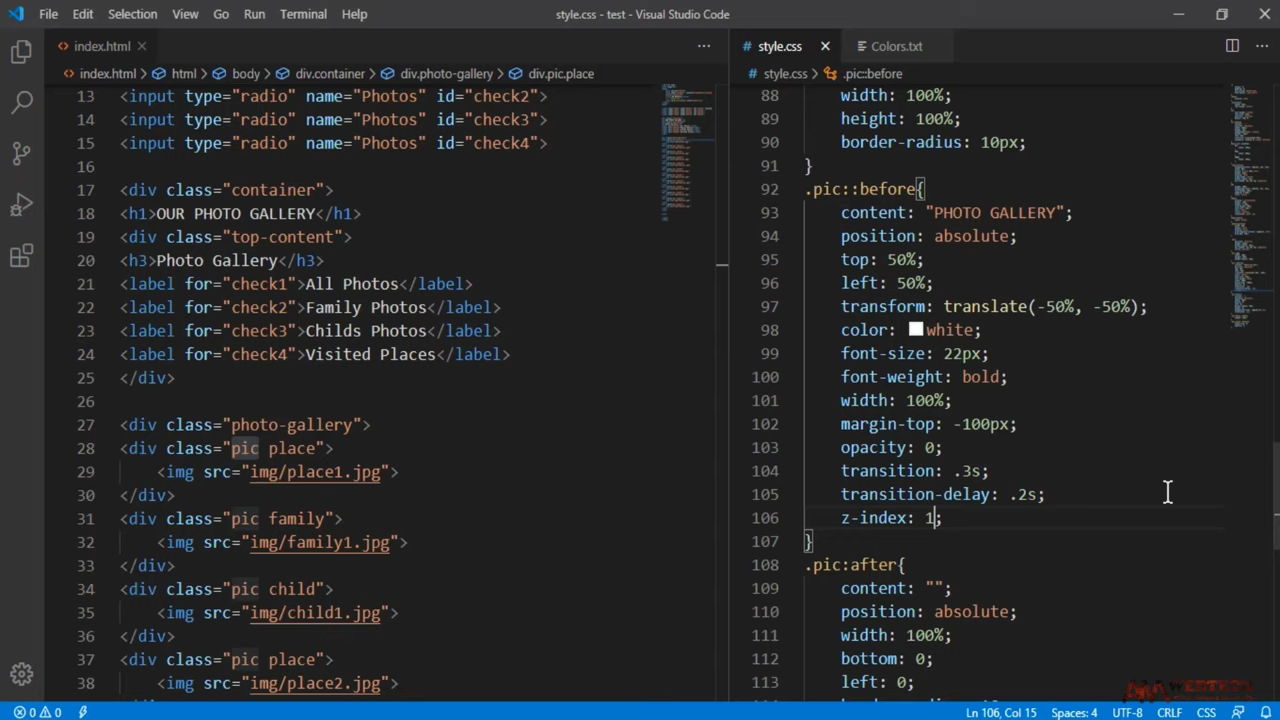 File Edit Selection View Go Run Terminal Help
style.css - test - Visual Studio Code
index.html
index.html html body div.container div.photo-gallery div.pic.place
13 <input type="radio" name="Photos" id="check2">
14 <input type="radio" name="Photos" id="check3">
15 <input type="radio" name="Photos" id="check4">
16
17 <div class="container">
18 <h1>OUR PHOTO GALLERY</h1>
19 <div class="top-content">
20 <h3>Photo Gallery</h3>
21 <label for="check1">All Photos</label>
22 <label for="check2">Family Photos</label>
23 <label for="check3">Childs Photos</label>
24 <label for="check4">Visited Places</label>
25 </div>
26
27 <div class="photo-gallery">
28 <div class="pic place">
29 <img src="img/place1.jpg">
30 </div>
31 <div class="pic family">
32 <img src="img/family1.jpg">
33 </div>
34 <div class="pic child">
35 <img src="img/child1.jpg">
36 </div>
37 <div class="pic place">
38 <img src="img/place2.jpg">
# style.css Colors.txt
# style.css .pic:before
88 width: 100%;
89 height: 100%;
90 border-radius: 10px;
91 }
92 .pic::before{
93 content: "PHOTO GALLERY";
94 position: absolute;
95 top: 50%;
96 left: 50%;
97 transform: translate(-50%, -50%);
98 color: white;
99 font-size: 22px;
100 font-weight: bold;
101 width: 100%;
102 margin-top: -100px;
103 opacity: 0;
104 transition: .3s;
105 transition-delay: .2s;
106 z-index: 1;
107 }
108 .pic:after{
109 content: "";
110 position: absolute;
111 width: 100%;
112 bottom: 0;
113 left: 0;
0 0
Ln 106, Col 15 Spaces: 4 UTF-8 CRLF CSS